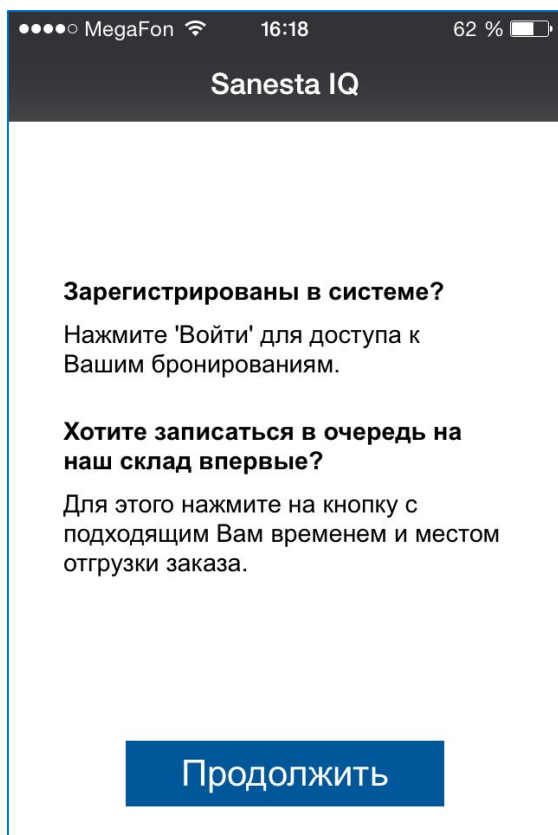 MegaFon 16:18 62 %
Sanesta IQ
Зарегистрированы в системе?
Нажмите 'Войти' для доступа к
Вашим бронированиям.
Хотите записаться в очередь на
наш склад впервые?
Для этого нажмите на кнопку с
подходящим Вам временем и местом
отгрузки заказа.
Продолжить